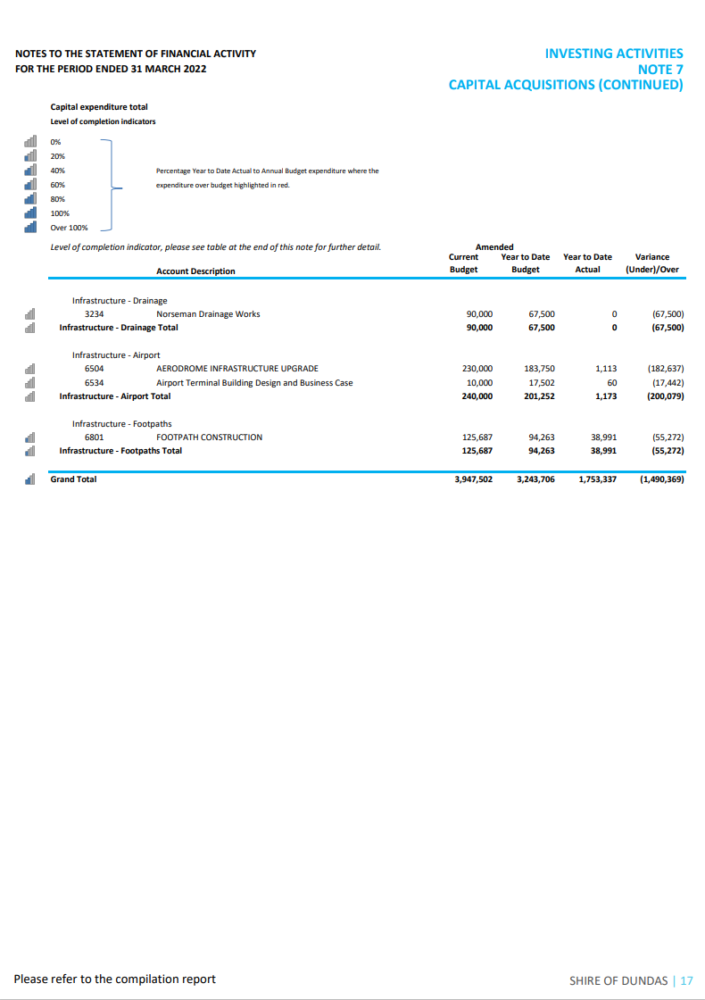 NOTES TO THE STATEMENT OF FINANCIAL ACTIVITY
FOR THE PERIOD ENDED 31 MARCH 2022
INVESTING ACTIVITIES
NOTE 7
CAPITAL ACQUISITIONS (CONTINUED)
Capital expenditure total
Level of completion indicators
0%
20%
40%
60%
80%
100%
Over 100%
Percentage Year to Date Actual to Annual Budget expenditure where the
expenditure over budget highlighted in red.
Level of completion indicator, please see table at the end of this note for further detail.
Amended
Current Year to Date Year to Date Variance
Account Description Budget Budget Actual (Under)/Over
Infrastructure - Drainage
3234 Norseman Drainage Works 90,000 67,500 0 (67,500)
Infrastructure - Drainage Total 90,000 67,500 0 (67,500)
Infrastructure - Airport
6504 AERODROME INFRASTRUCTURE UPGRADE 230,000 183,750 1,113 (182,637)
6534 Airport Terminal Building Design and Business Case 10,000 17,502 60 (17,442)
Infrastructure - Airport Total 240,000 201,252 1,173 (200,079)
Infrastructure - Footpaths
6801 FOOTPATH CONSTRUCTION 125,687 94,263 38,991 (55,272)
Infrastructure - Footpaths Total 125,687 94,263 38,991 (55,272)
Grand Total 3,947,502 3,243,706 1,753,337 (1,490,369)
Please refer to the compilation report
SHIRE OF DUNDAS | 17